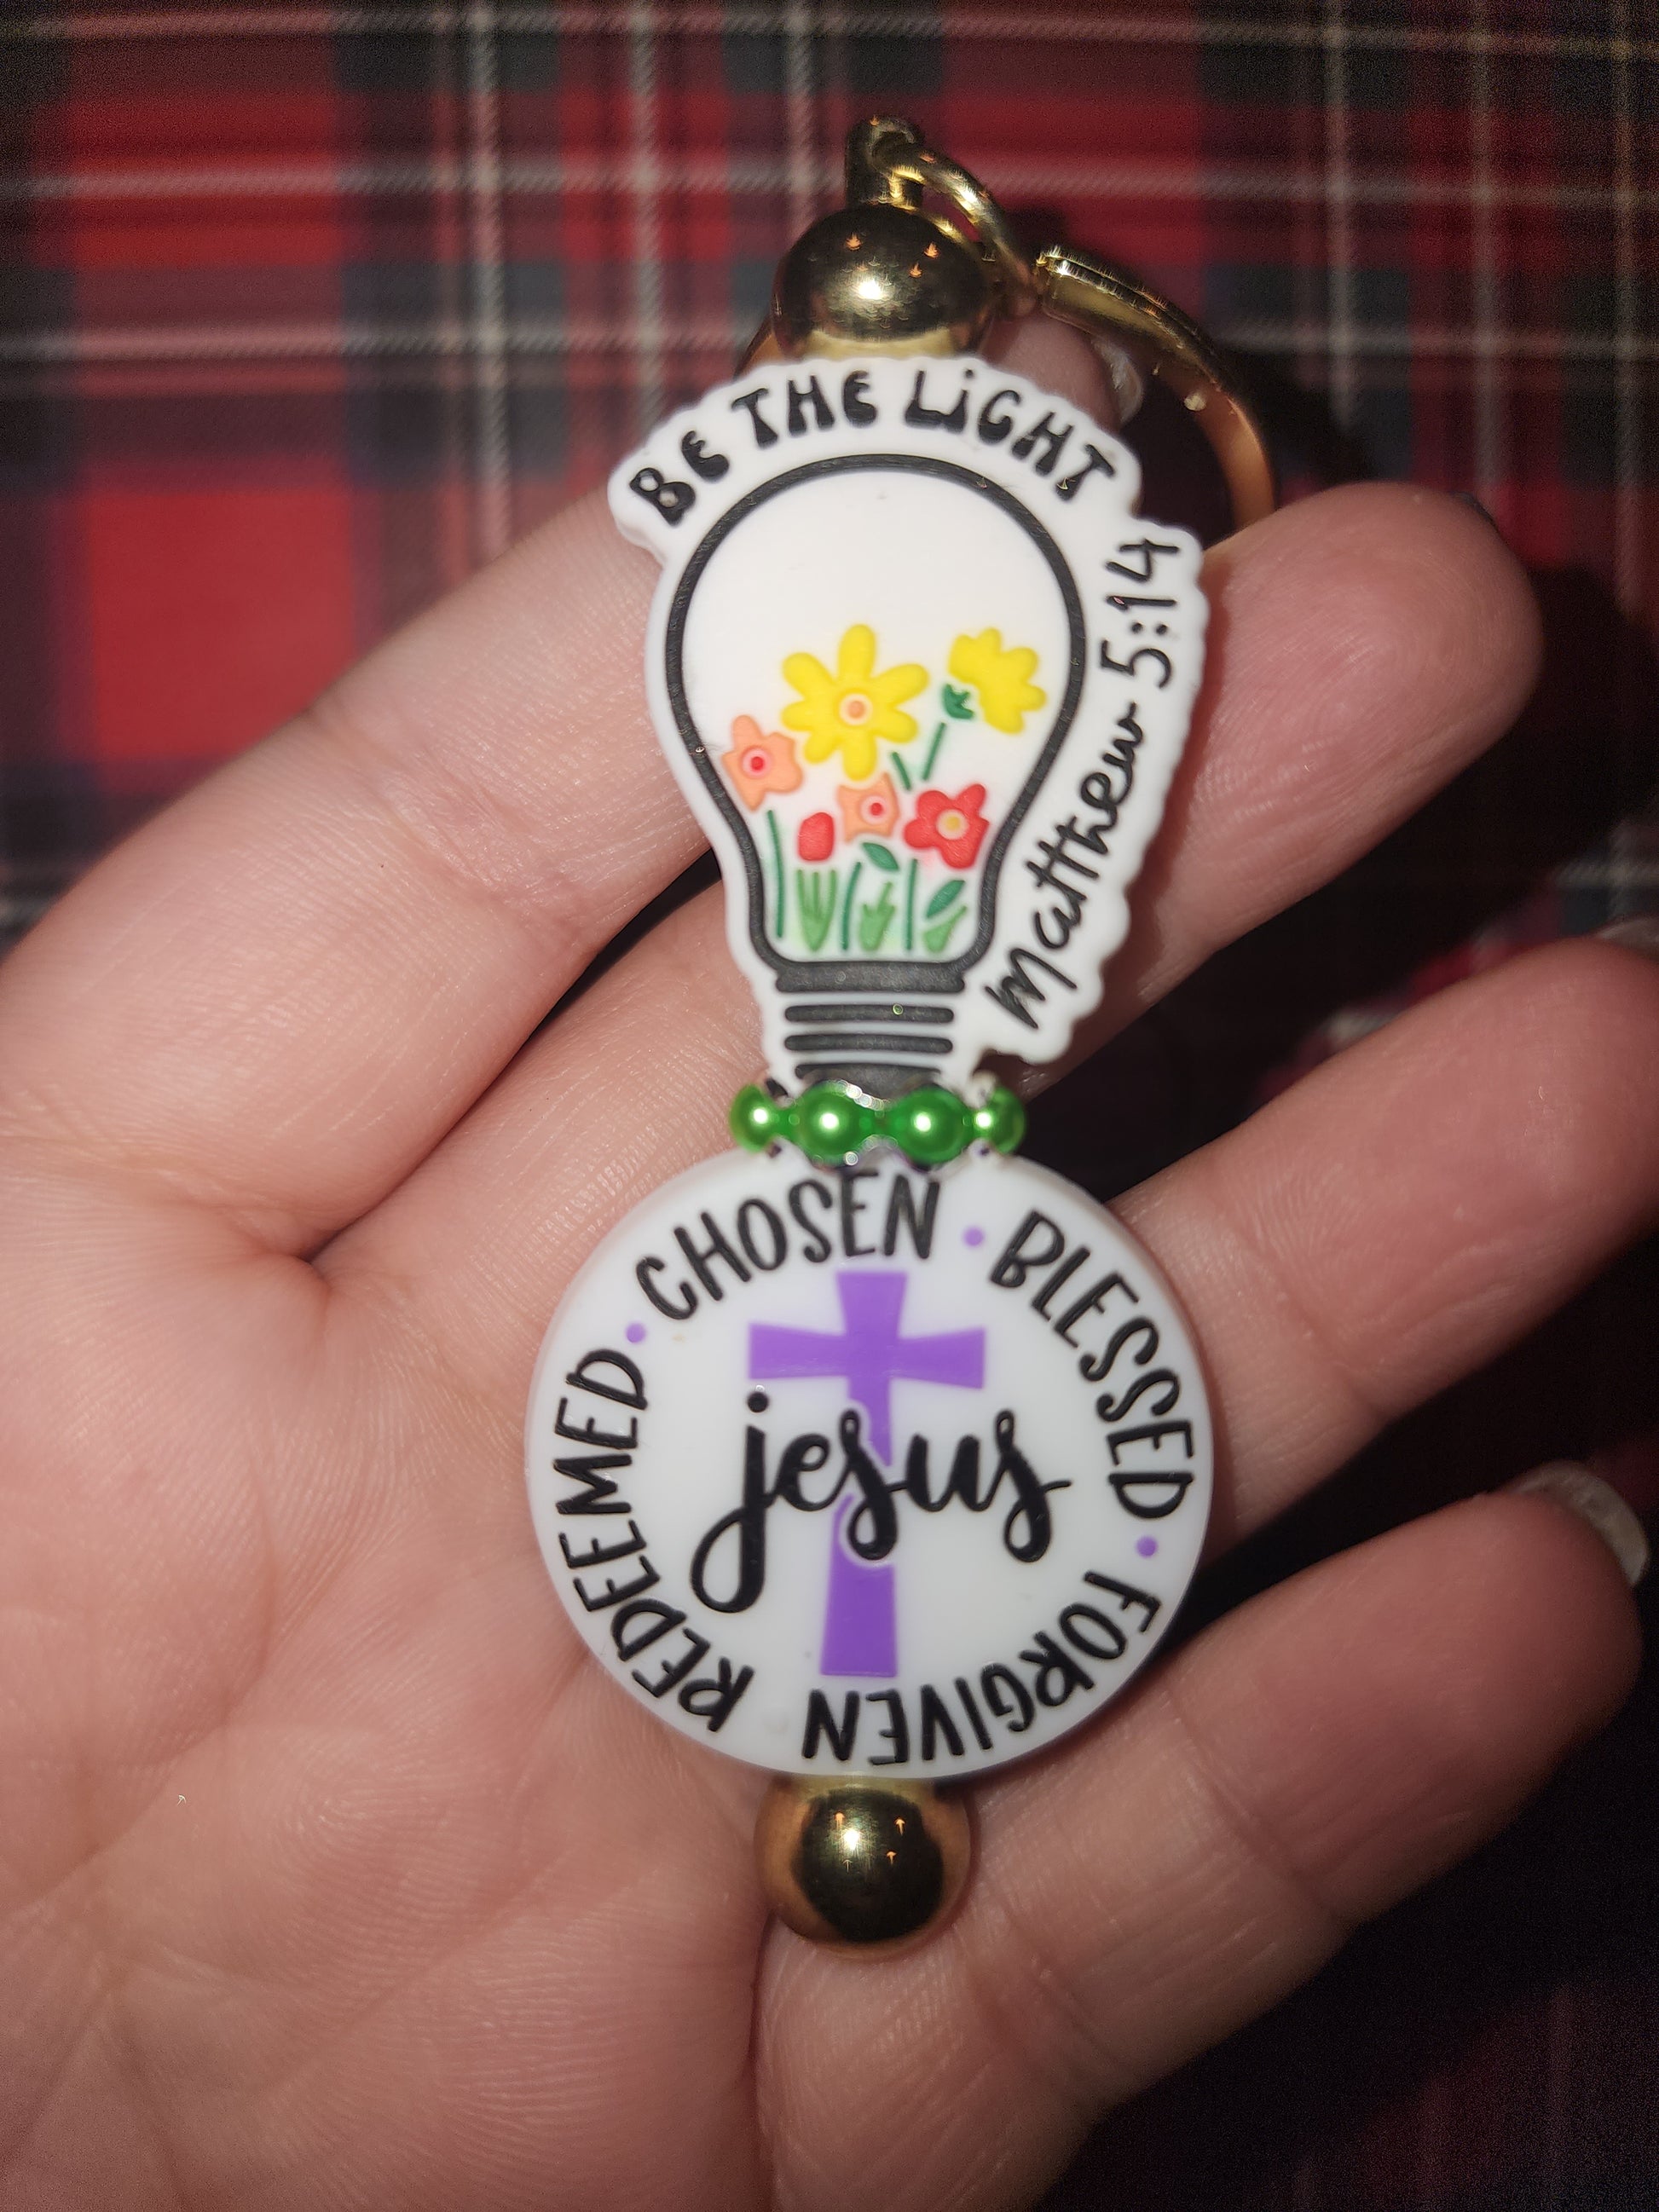 BE THE LiGHT
Matthew 5:14
CHOSEN • BLESSED • FORGIVEN REDEEMED •
jesus